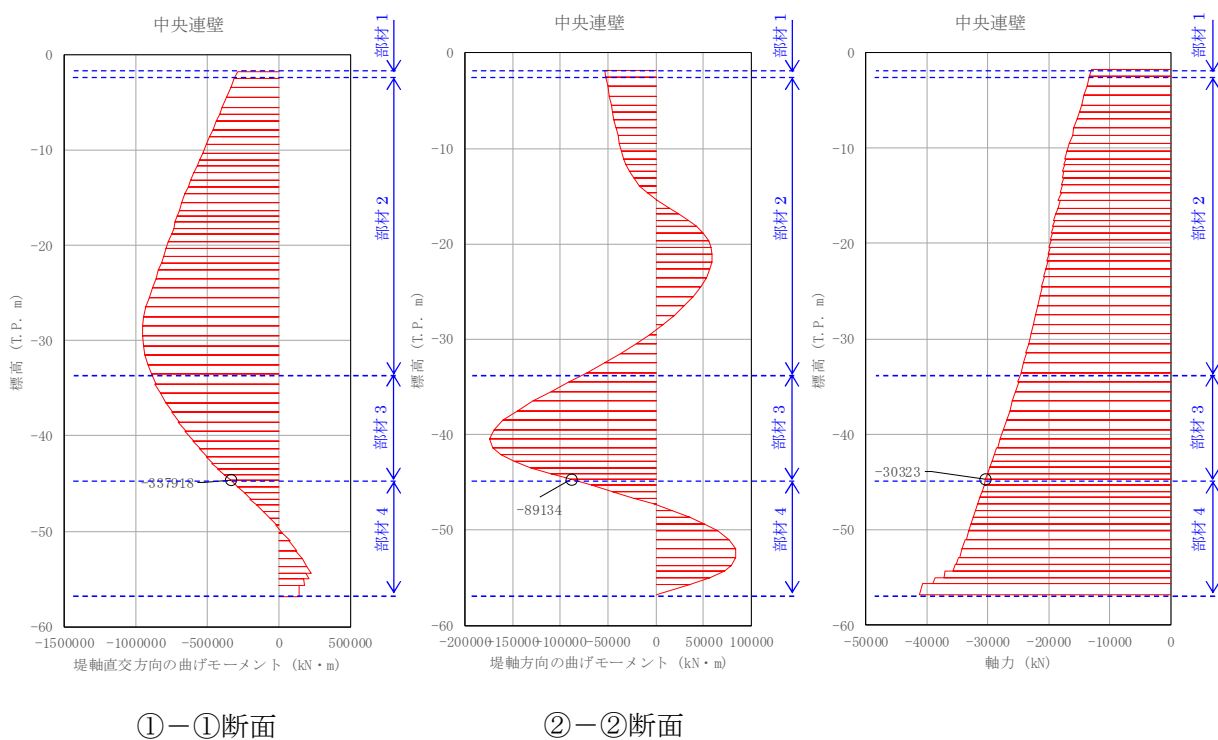 中央連壁
0
-10
-20
-30
-40
-50
-60
標高 (T.P. m)
-337918
-1500000 -1000000 -500000 0 500000
堤軸直交方向の曲げモーメント (kN・m)
部材 1
部材 2
部材 3
部材 4
①－①断面
中央連壁
0
-10
-20
-30
-40
-50
-60
標高 (T.P. m)
-89134
-200000 -150000 -100000 -50000 0 50000 100000
堤軸方向の曲げモーメント (kN・m)
部材 1
部材 2
部材 3
部材 4
②－②断面
中央連壁
0
-10
-20
-30
-40
-50
-60
標高 (T.P. m)
-30323
-50000 -40000 -30000 -20000 -10000 0
軸力 (kN)
部材 1
部材 2
部材 3
部材 4